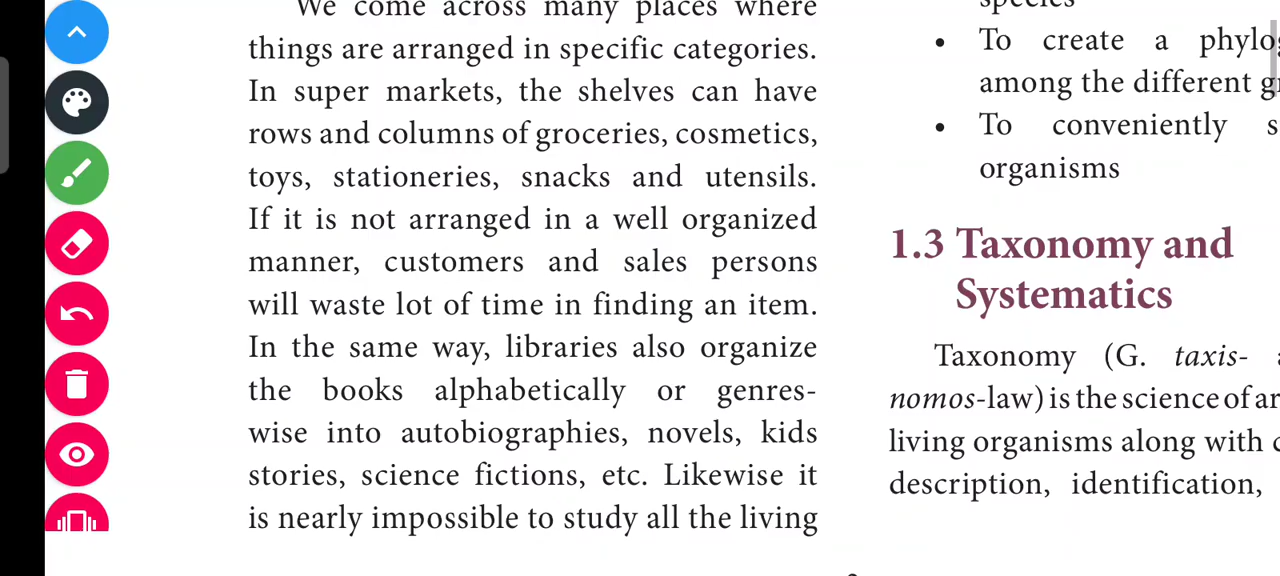 We come across many places where
things are arranged in specific categories.
In super markets, the shelves can have
rows and columns of groceries, cosmetics,
toys, stationeries, snacks and utensils.
If it is not arranged in a well organized
manner, customers and sales persons
will waste lot of time in finding an item.
In the same way, libraries also organize
the books alphabetically or genres-
wise into autobiographies, novels, kids
stories, science fictions, etc. Likewise it
is nearly impossible to study all the living
species
• To create a
among the different
• To conveniently
organisms
1.3 Taxonomy and
Systematics
Taxonomy (G. taxis-
nomos-law) is the science of
living organisms along with
description, identification,